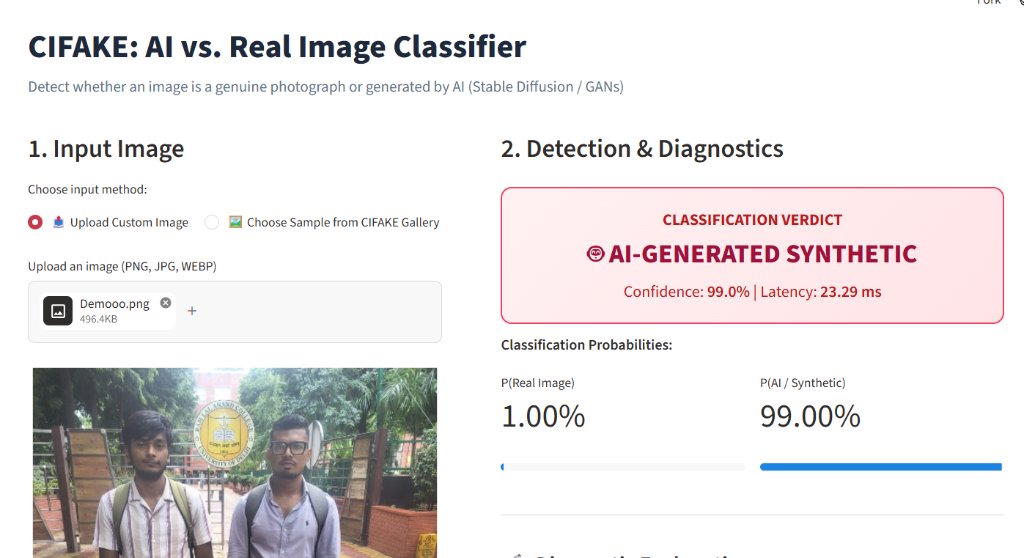 Fork
CIFAKE: AI vs. Real Image Classifier
Detect whether an image is a genuine photograph or generated by AI (Stable Diffusion / GANs)
1. Input Image
Choose input method:
Upload Custom Image
Choose Sample from CIFAKE Gallery
Upload an image (PNG, JPG, WEBP)
Demooo.png
496.4KB
2. Detection & Diagnostics
CLASSIFICATION VERDICT
AI-GENERATED SYNTHETIC
Confidence: 99.0% | Latency: 23.29 ms
Classification Probabilities:
P(Real Image)
1.00%
P(AI / Synthetic)
99.00%